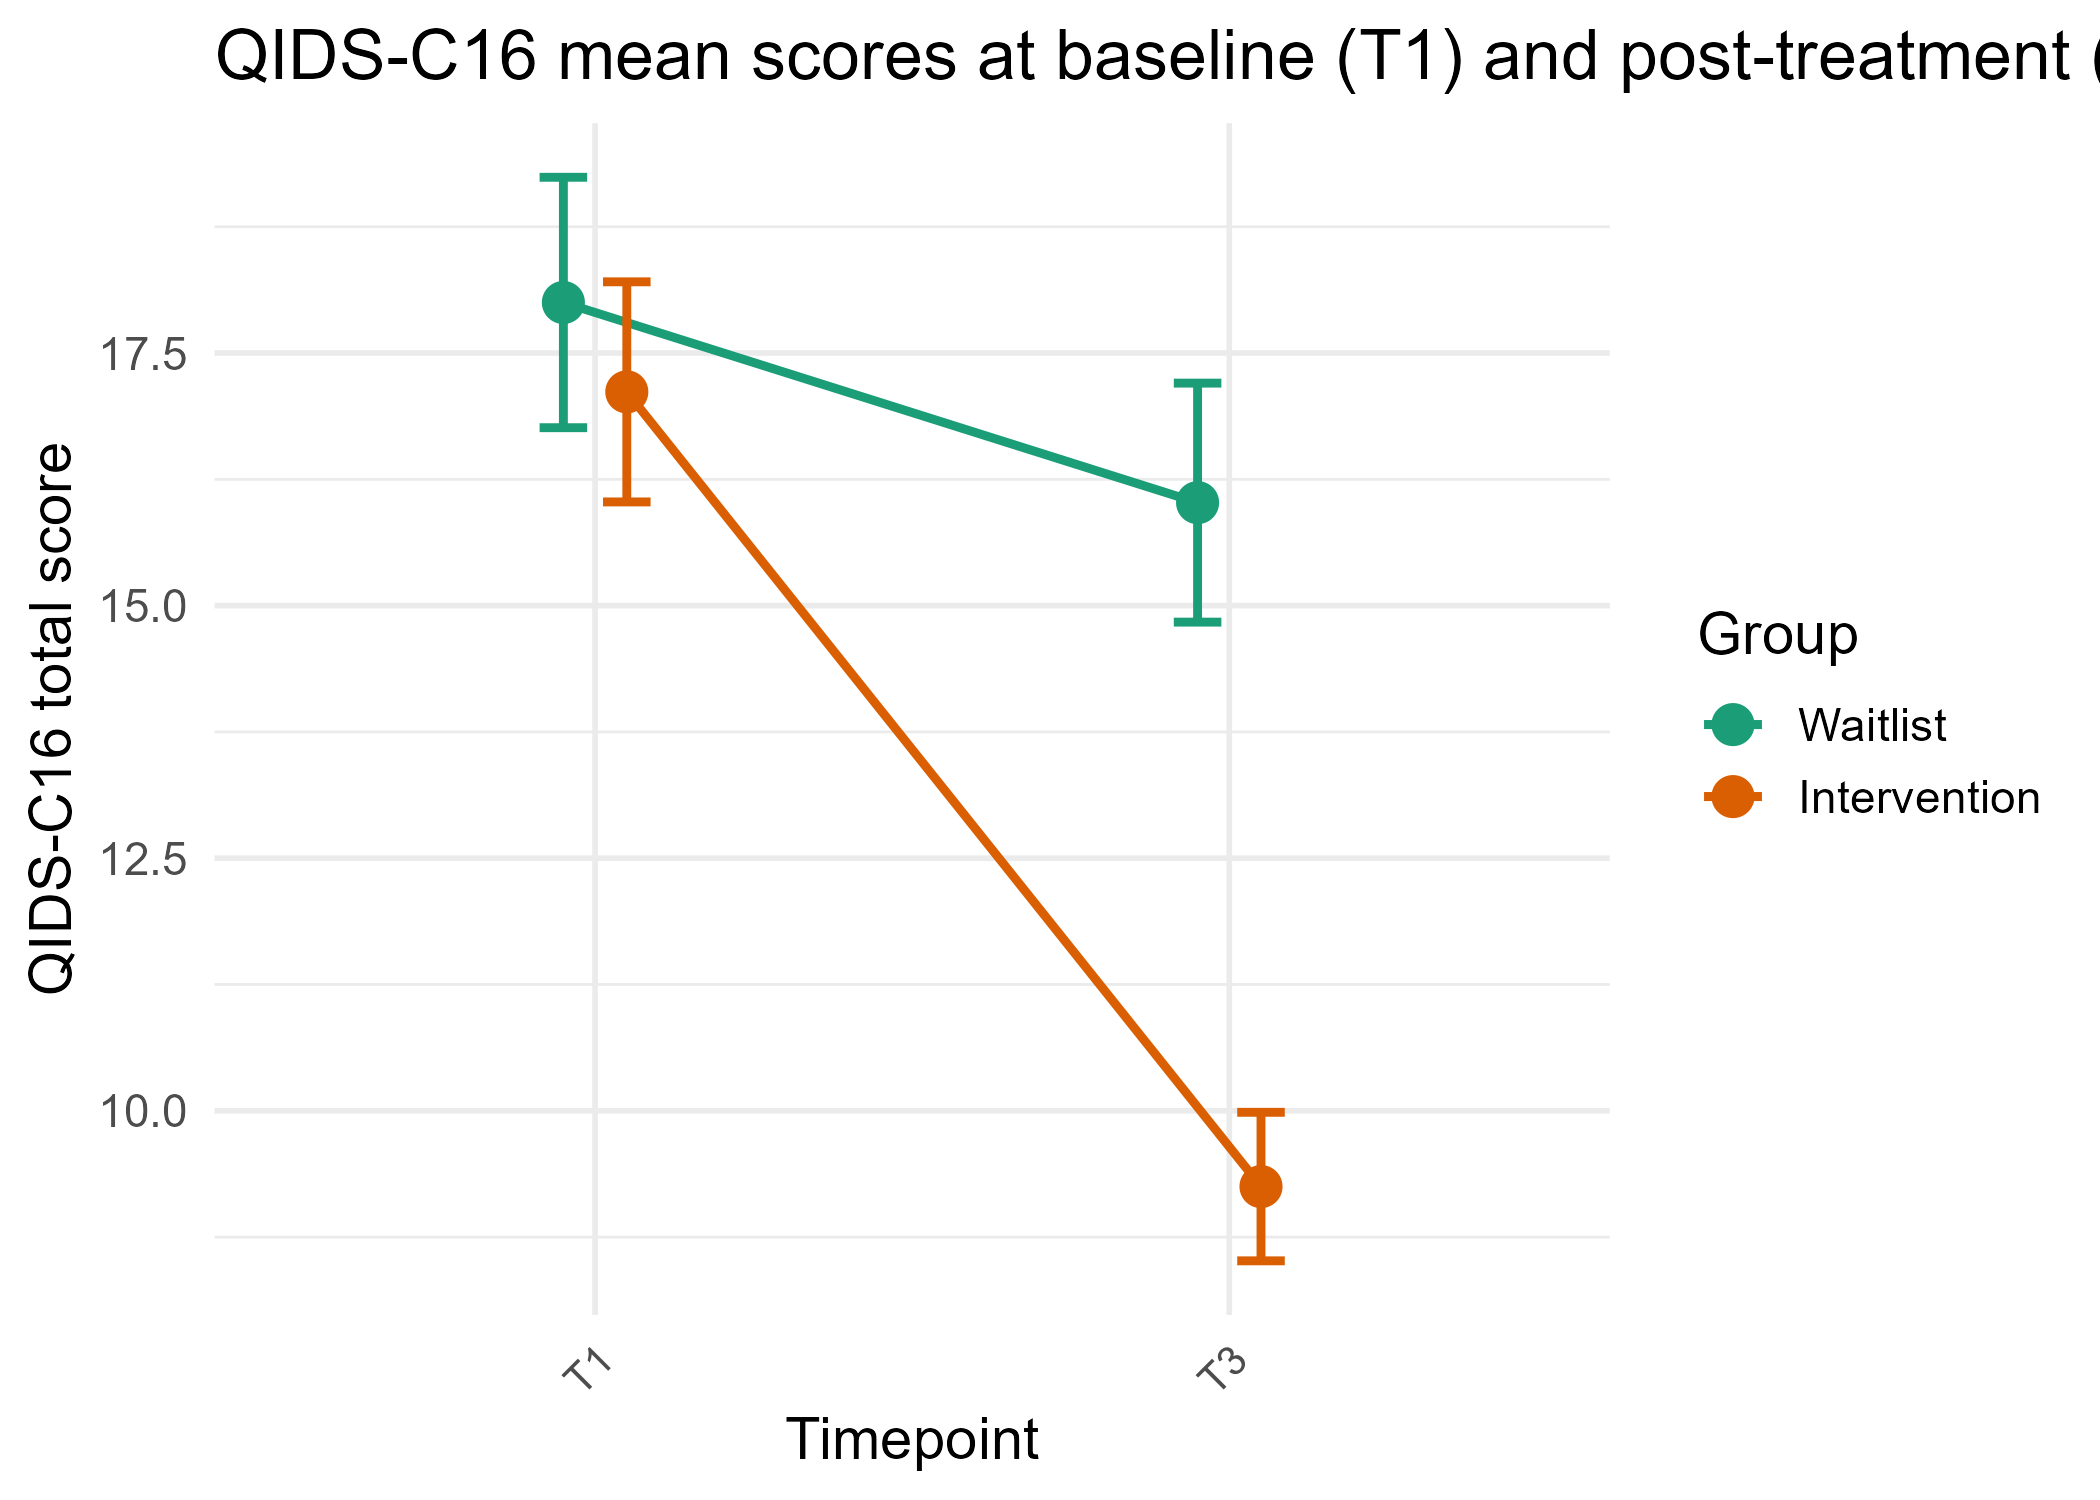 QIDS-C16 mean scores at baseline (T1) and post-treatment (
QIDS-C16 total score
17.5
15.0
12.5
10.0
T1
T3
Timepoint
Group
Waitlist
Intervention